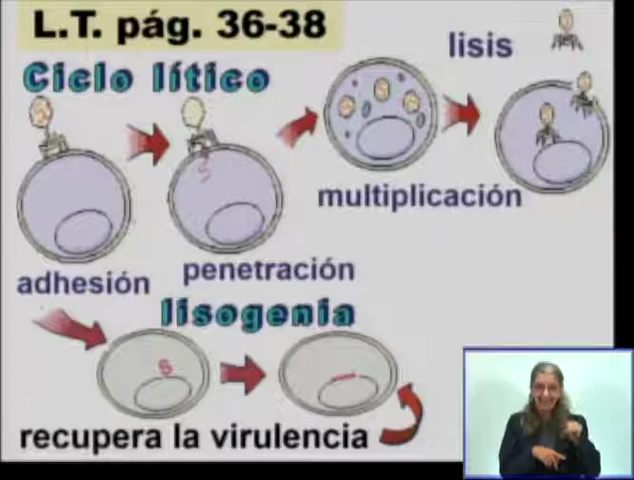 L.T. pág. 36-38
lisis
Ciclo lítico
multiplicación
penetración
adhesión
lisogenia
recupera la virulencia